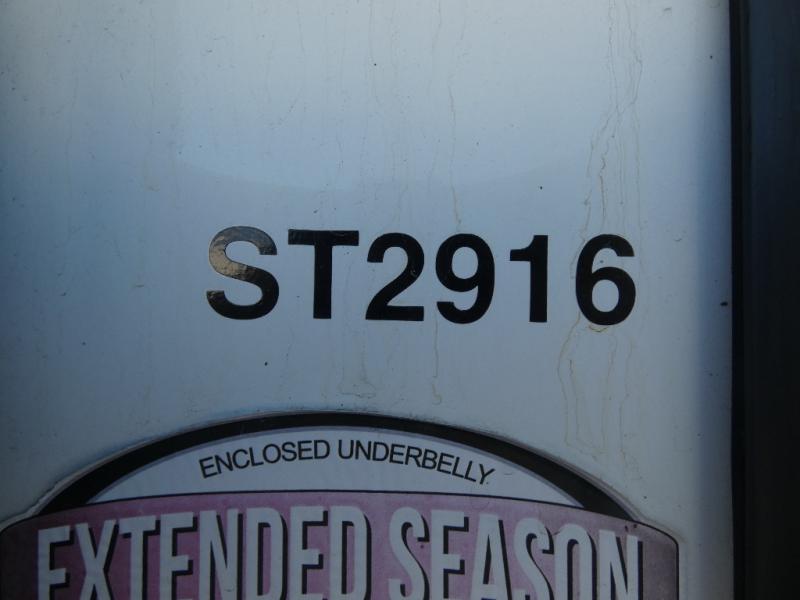 ST2916
ENCLOSED UNDERBELLY
EXTENDED SEASON